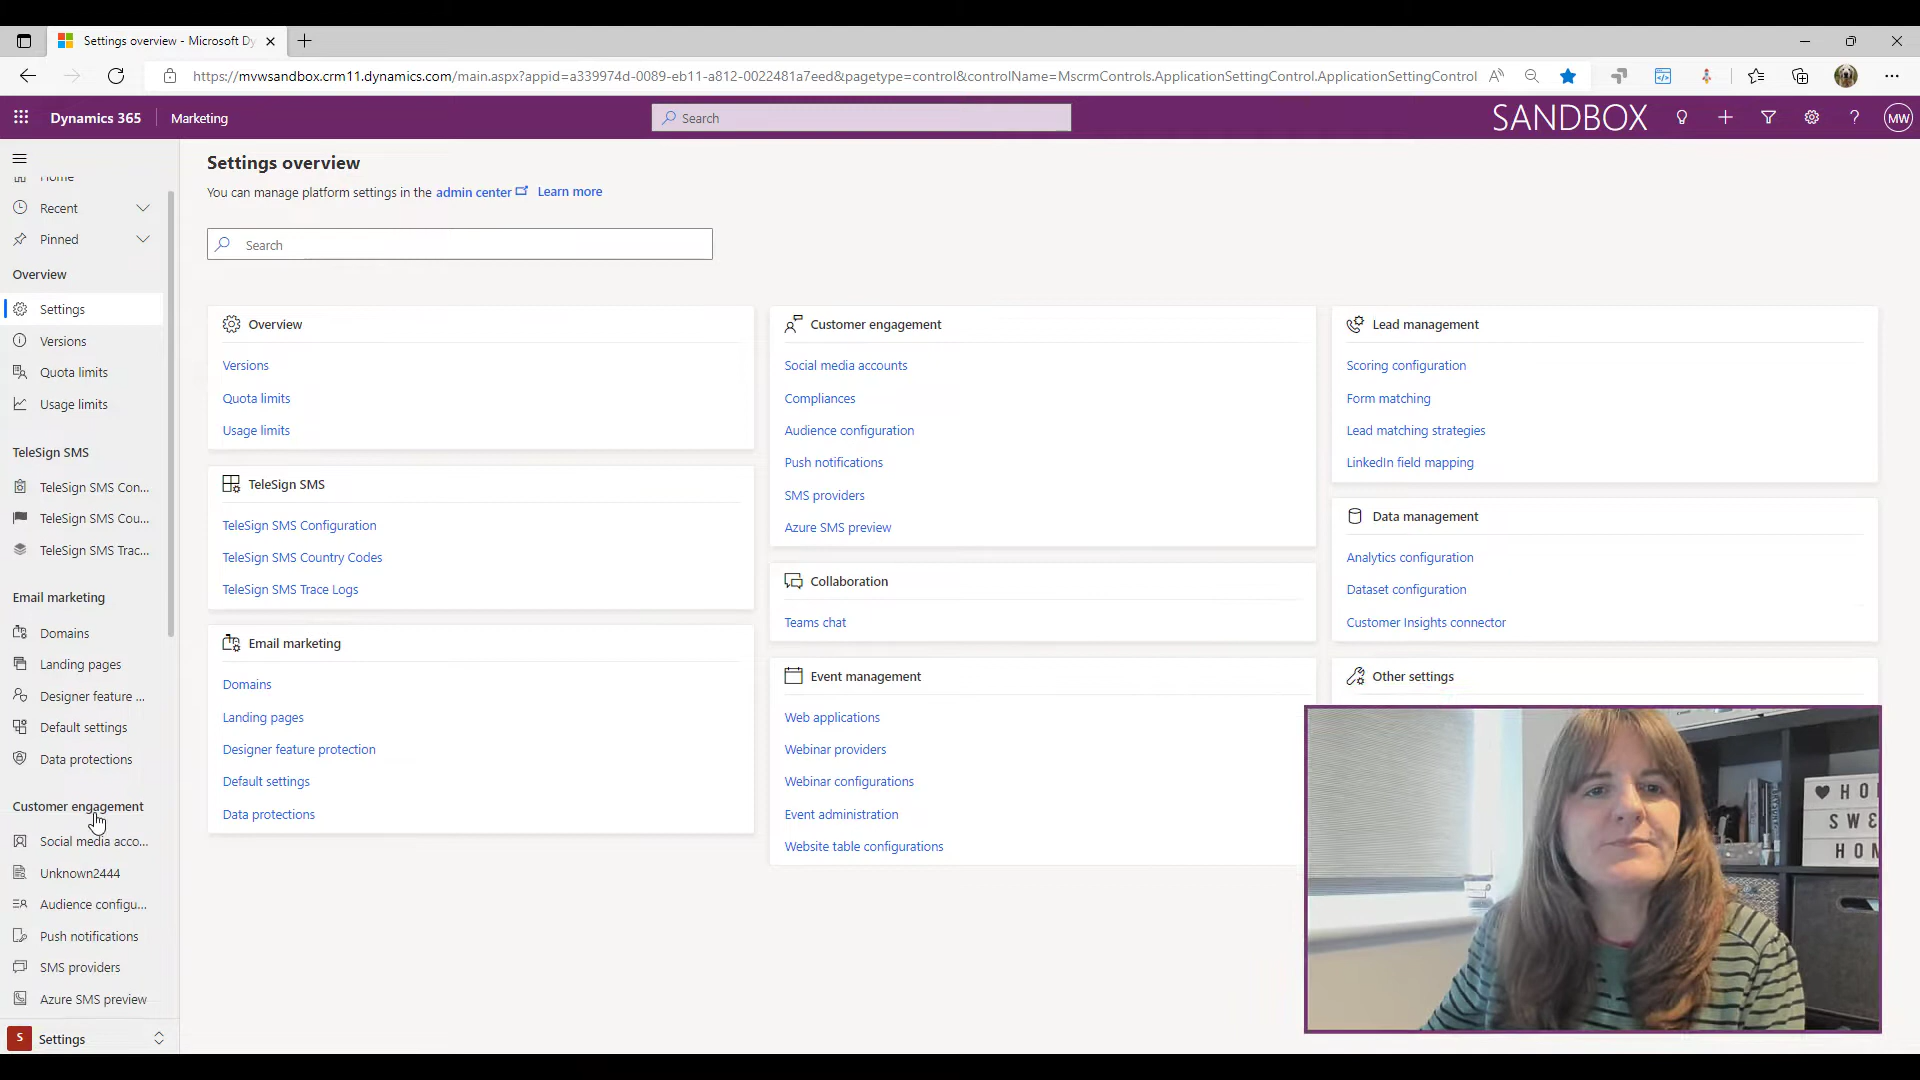 Settings overview - Microsoft Dy
https://mvwsandbox.crm11.dynamics.com/main.aspx?appid=a339974d-0089-eb11-a812-0022481a7eed&pagetype=control&controlName=MscrmControls.ApplicationSettingControl.ApplicationSettingControl
Dynamics 365
Marketing
Search
SANDBOX
MW
Home
Recent
Pinned
Overview
Settings
Versions
Quota limits
Usage limits
TeleSign SMS
TeleSign SMS Con...
TeleSign SMS Cou...
TeleSign SMS Trac...
Email marketing
Domains
Landing pages
Designer feature ...
Default settings
Data protections
Customer engagement
Social media acco...
Unknown2444
Audience configu...
Push notifications
SMS providers
Azure SMS preview
S
Settings
Settings overview
You can manage platform settings in the admin center Learn more
Search
Overview
Versions
Quota limits
Usage limits
TeleSign SMS
TeleSign SMS Configuration
TeleSign SMS Country Codes
TeleSign SMS Trace Logs
Email marketing
Domains
Landing pages
Designer feature protection
Default settings
Data protections
Customer engagement
Social media accounts
Compliances
Audience configuration
Push notifications
SMS providers
Azure SMS preview
Collaboration
Teams chat
Event management
Web applications
Webinar providers
Webinar configurations
Event administration
Website table configurations
Lead management
Scoring configuration
Form matching
Lead matching strategies
LinkedIn field mapping
Data management
Analytics configuration
Dataset configuration
Customer Insights connector
Other settings
HO
SWE
HOM